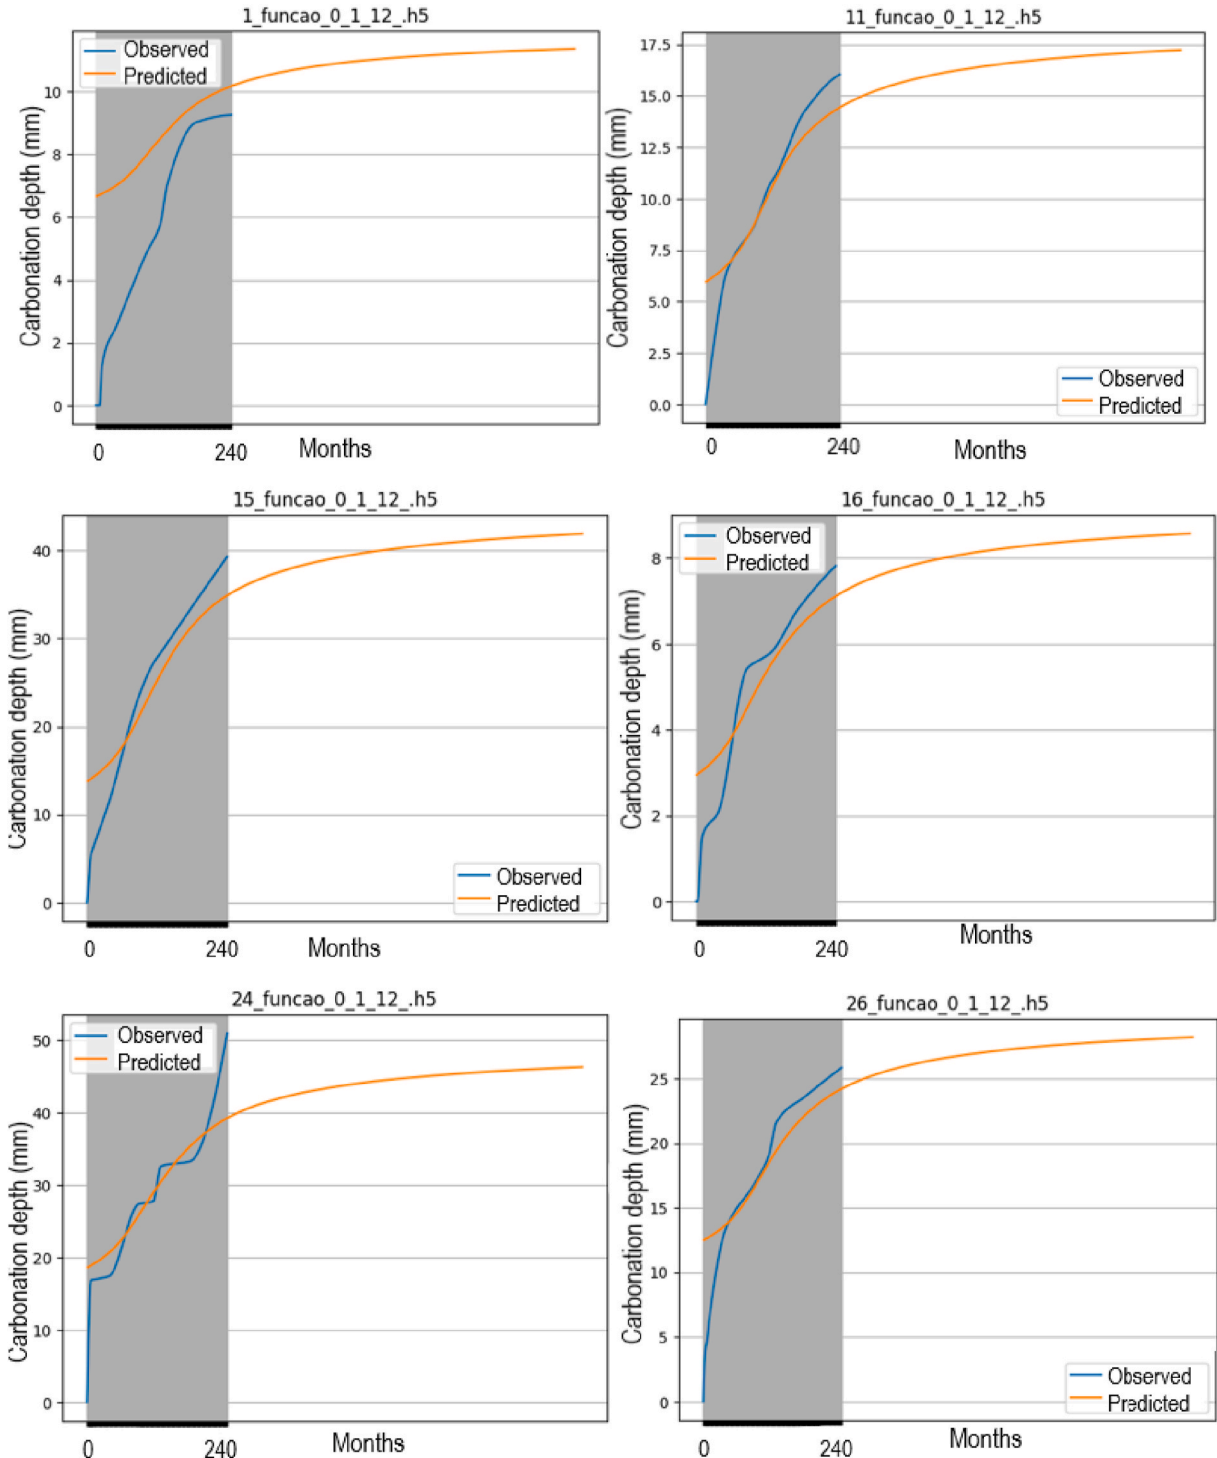 1_funcao_0_1_12_.h5
Observed
Predicted
Carbonation depth (mm)
10
8
6
4
2
0
0 240 Months
11_funcao_0_1_12_.h5
17.5
15.0
12.5
10.0
7.5
5.0
2.5
0.0
Carbonation depth (mm)
Observed
Predicted
0 240 Months
15_funcao_0_1_12_.h5
40
30
20
10
0
Carbonation depth (mm)
Observed
Predicted
0 240 Months
16_funcao_0_1_12_.h5
Observed
Predicted
8
6
4
2
0
Carbonation depth (mm)
0 240 Months
24_funcao_0_1_12_.h5
Observed
Predicted
50
40
30
20
10
0
Carbonation depth (mm)
0 240 Months
26_funcao_0_1_12_.h5
25
20
15
10
5
0
Carbonation depth (mm)
Observed
Predicted
0 240 Months